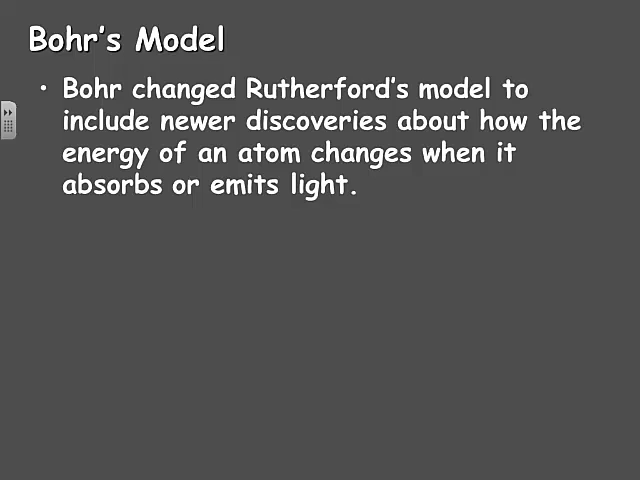 Bohr's Model
• Bohr changed Rutherford's model to
include newer discoveries about how the
energy of an atom changes when it
absorbs or emits light.